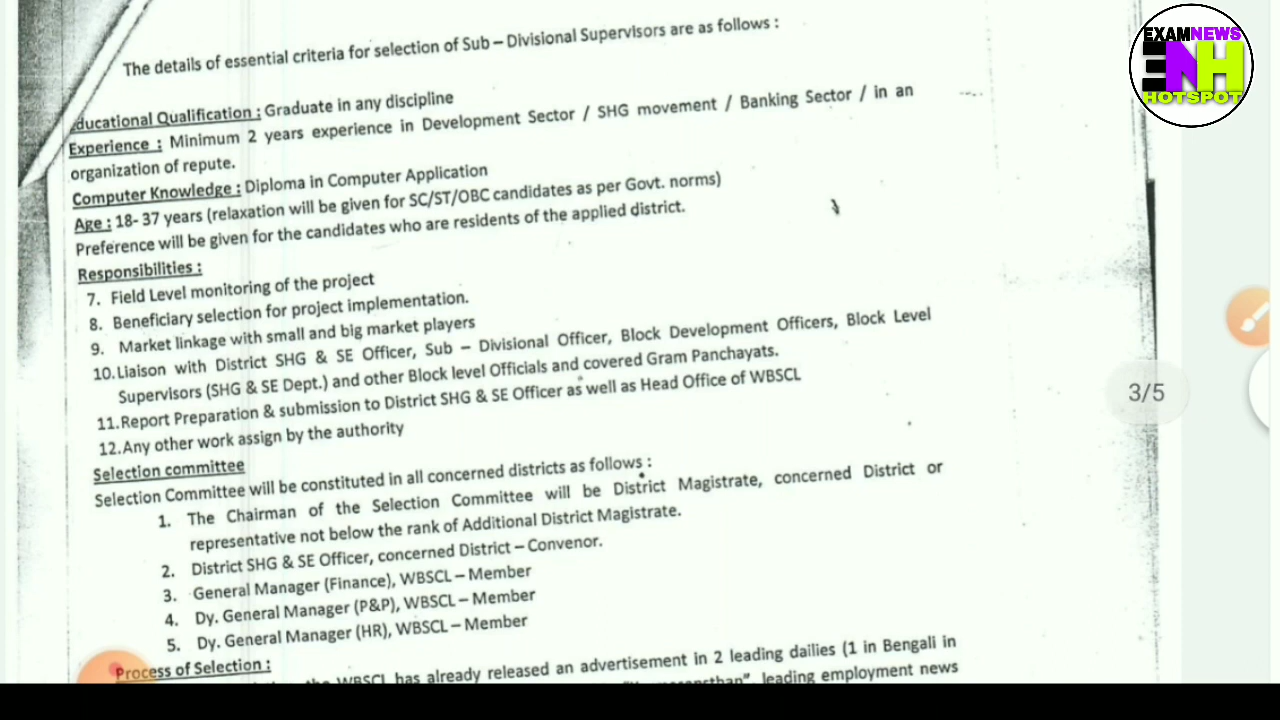 EXAMNEWS
ENH
HOTSPOT
The details of essential criteria for selection of Sub – Divisional Supervisors are as follows :
ducational Qualification : Graduate in any discipline
Experience : Minimum 2 years experience in Development Sector / SHG movement / Banking Sector / in an
organization of repute.
Computer Knowledge : Diploma in Computer Application
Age : 18- 37 years (relaxation will be given for SC/ST/OBC candidates as per Govt. norms)
Preference will be given for the candidates who are residents of the applied district.
Responsibilities :
7. Field Level monitoring of the project
8. Beneficiary selection for project implementation.
9. Market linkage with small and big market players
10. Liaison with District SHG & SE Officer, Sub – Divisional Officer, Block Development Officers, Block Level
Supervisors (SHG & SE Dept.) and other Block level Officials and covered Gram Panchayats.
11. Report Preparation & submission to District SHG & SE Officer as well as Head Office of WBSCL
12. Any other work assign by the authority
Selection committee
Selection Committee will be constituted in all concerned districts as follows :
1. The Chairman of the Selection Committee will be District Magistrate, concerned District or
representative not below the rank of Additional District Magistrate.
2. District SHG & SE Officer, concerned District – Convenor.
3. General Manager (Finance), WBSCL – Member
4. Dy. General Manager (P&P), WBSCL – Member
5. Dy. General Manager (HR), WBSCL – Member
Process of Selection :
the WBSCL has already released an advertisement in 2 leading dailies (1 in Bengali in
leading employment news
3/5